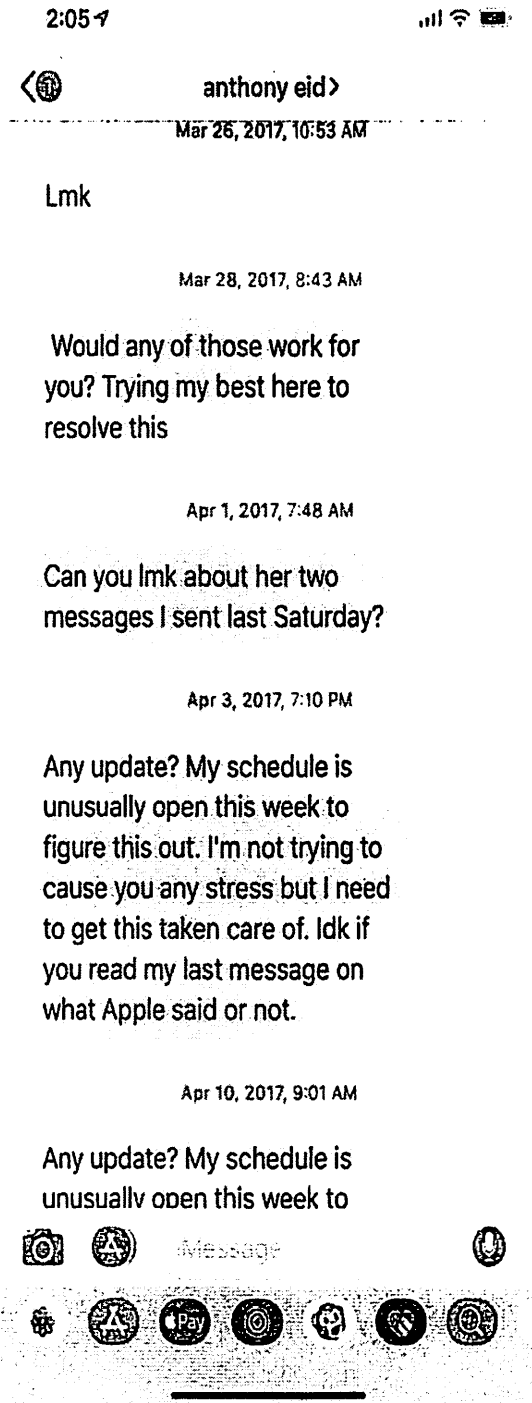 2:05
anthony eid>
Mar 26, 2017, 10:53 AM
Lmk
Mar 28, 2017, 8:43 AM
Would any of those work for
you? Trying my best here to
resolve this
Apr 1, 2017, 7:48 AM
Can you lmk about her two
messages I sent last Saturday?
Apr 3, 2017, 7:10 PM
Any update? My schedule is
unusually open this week to
figure this out. I'm not trying to
cause you any stress but I need
to get this taken care of. Idk if
you read my last message on
what Apple said or not.
Apr 10, 2017, 9:01 AM
Any update? My schedule is
unusually open this week to
iMessage
Pay